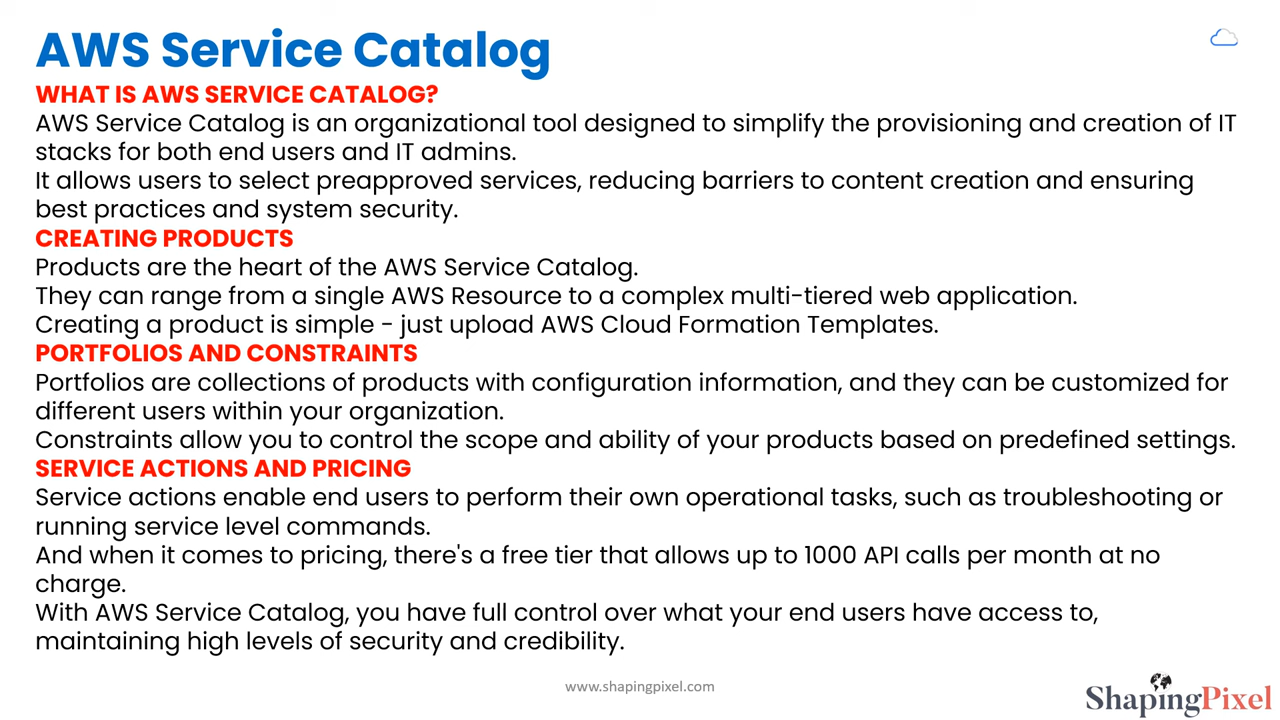 AWS Service Catalog
WHAT IS AWS SERVICE CATALOG?
AWS Service Catalog is an organizational tool designed to simplify the provisioning and creation of IT
stacks for both end users and IT admins.
It allows users to select preapproved services, reducing barriers to content creation and ensuring
best practices and system security.
CREATING PRODUCTS
Products are the heart of the AWS Service Catalog.
They can range from a single AWS Resource to a complex multi-tiered web application.
Creating a product is simple - just upload AWS Cloud Formation Templates.
PORTFOLIOS AND CONSTRAINTS
Portfolios are collections of products with configuration information, and they can be customized for
different users within your organization.
Constraints allow you to control the scope and ability of your products based on predefined settings.
SERVICE ACTIONS AND PRICING
Service actions enable end users to perform their own operational tasks, such as troubleshooting or
running service level commands.
And when it comes to pricing, there's a free tier that allows up to 1000 API calls per month at no
charge.
With AWS Service Catalog, you have full control over what your end users have access to,
maintaining high levels of security and credibility.
www.shapingpixel.com
ShapingPixel